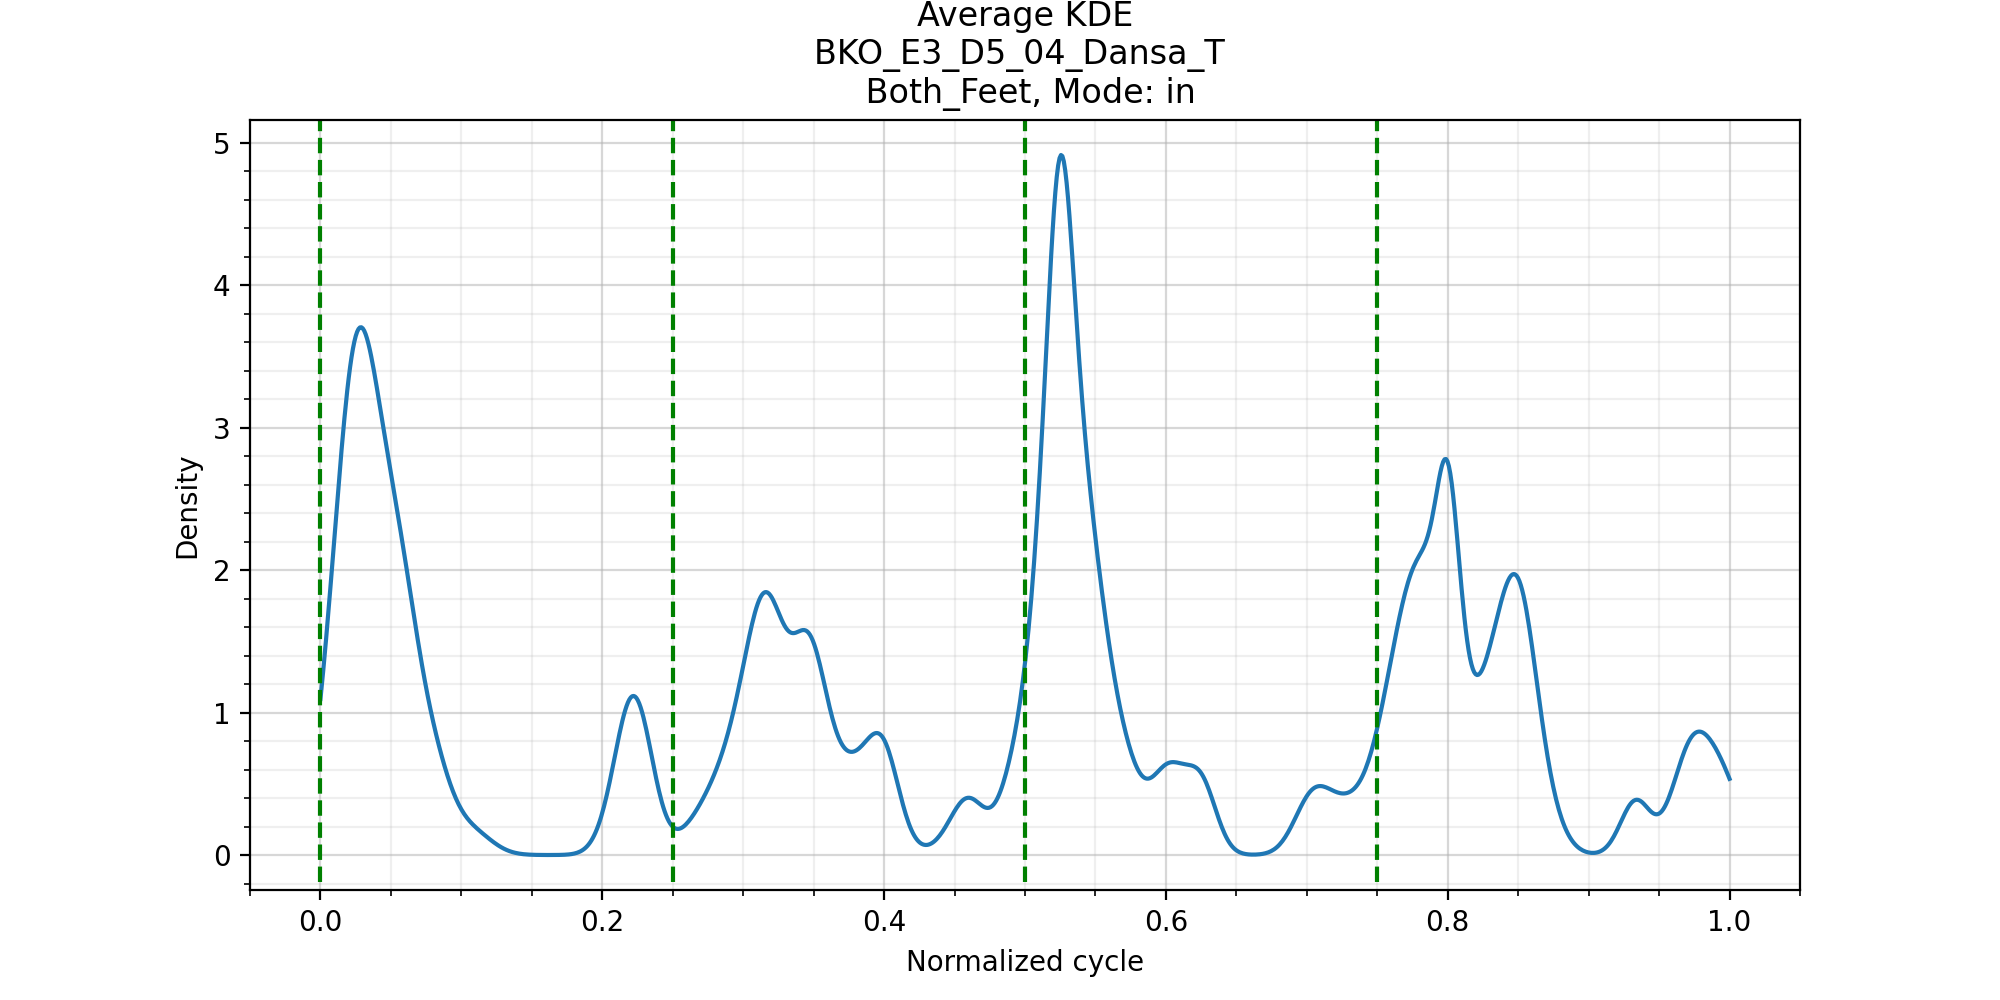 Average KDE
BKO_E3_D5_04_Dansa_T
Both_Feet, Mode: in
5
4
3
2
1
0
Density
0.0 0.2 0.4 0.6 0.8 1.0
Normalized cycle